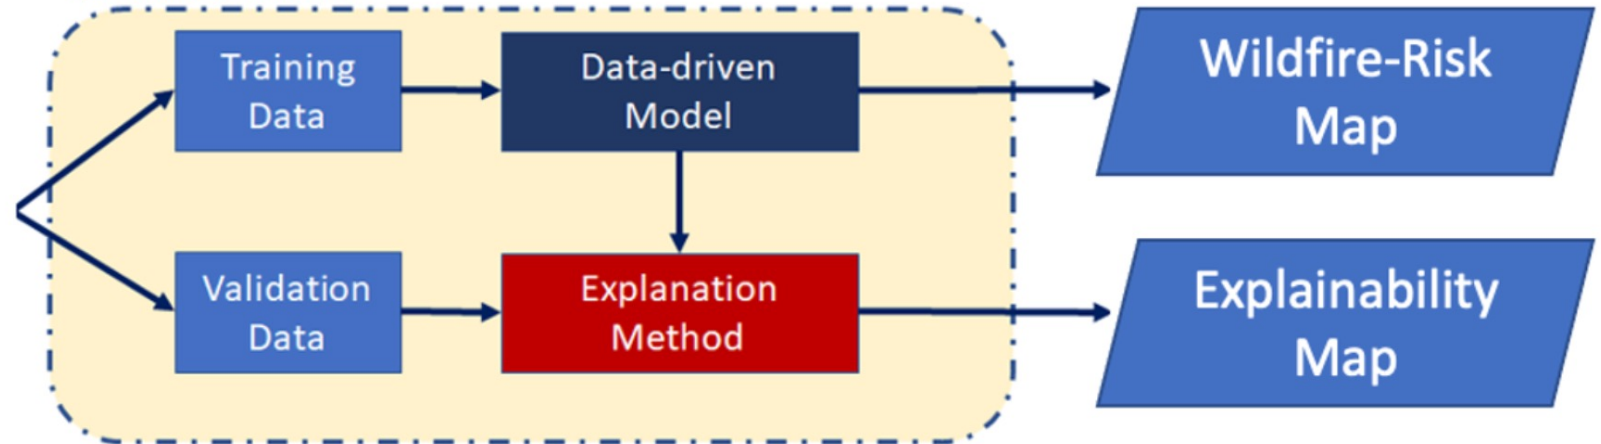 Training
Data
Data-driven
Model
Wildfire-Risk
Map
Validation
Data
Explanation
Method
Explainability
Map